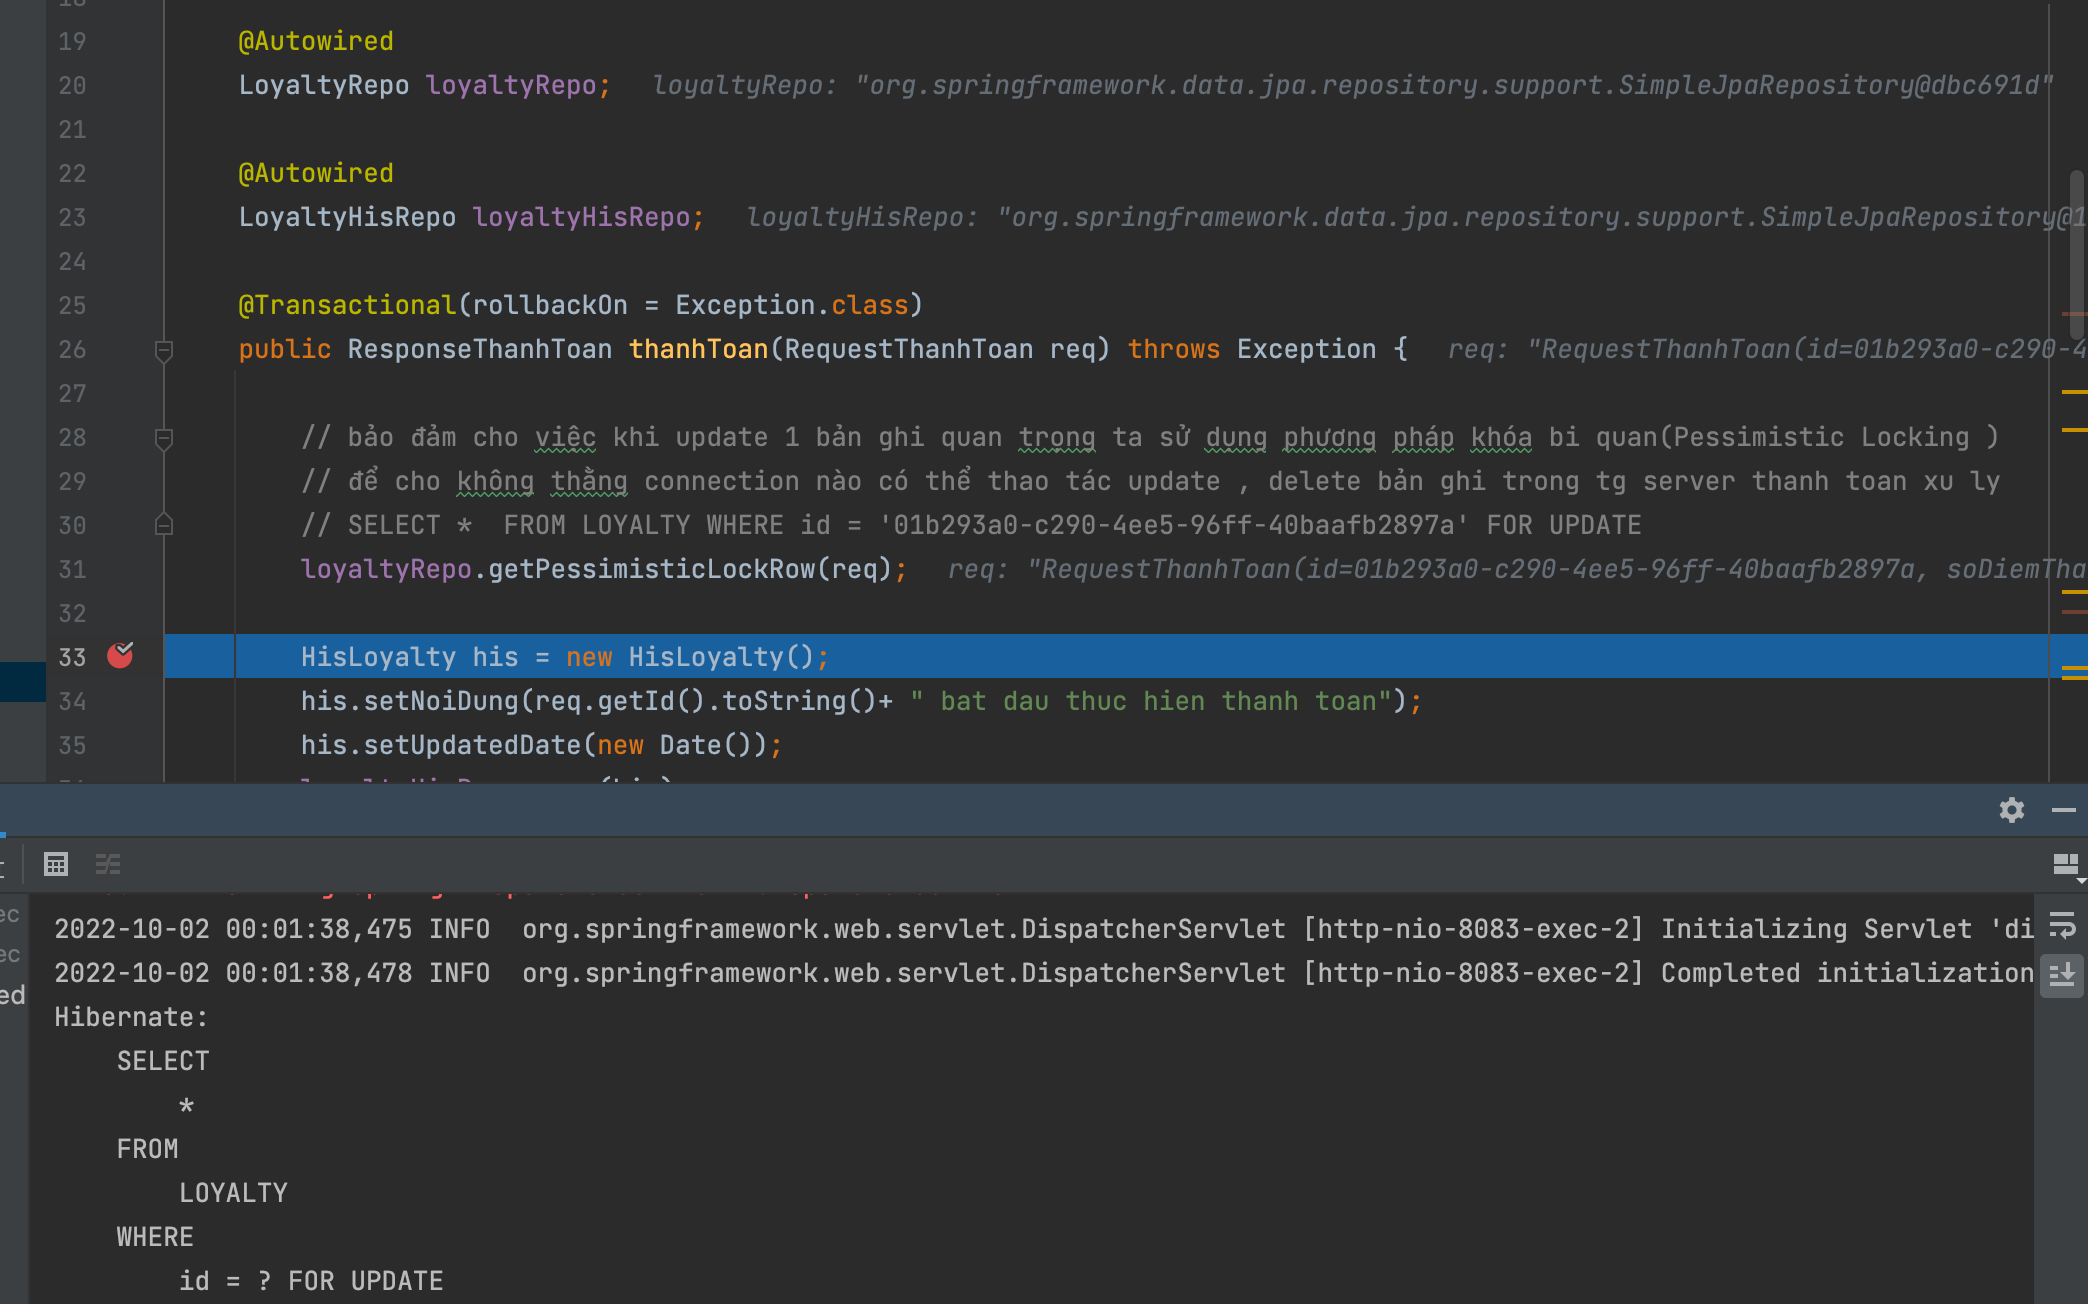 19 @Autowired
20 LoyaltyRepo loyaltyRepo; loyaltyRepo: "org.springframework.data.jpa.repository.support.SimpleJpaRepository@dbc691d"
21
22 @Autowired
23 LoyaltyHisRepo loyaltyHisRepo; loyaltyHisRepo: "org.springframework.data.jpa.repository.support.SimpleJpaRepository@1
24
25 @Transactional(rollbackOn = Exception.class)
26 public ResponseThanhToan thanhToan(RequestThanhToan req) throws Exception { req: "RequestThanhToan(id=01b293a0-c290-4
27
28 // bảo đảm cho việc khi update 1 bản ghi quan trọng ta sử dụng phương pháp khóa bi quan(Pessimistic Locking )
29 // để cho không thằng connection nào có thể thao tác update , delete bản ghi trong tg server thanh toan xu ly
30 // SELECT * FROM LOYALTY WHERE id = '01b293a0-c290-4ee5-96ff-40baafb2897a' FOR UPDATE
31 loyaltyRepo.getPessimisticLockRow(req); req: "RequestThanhToan(id=01b293a0-c290-4ee5-96ff-40baafb2897a, soDiemTha
32
33 HisLoyalty his = new HisLoyalty();
34 his.setNoiDung(req.getId().toString()+ " bat dau thuc hien thanh toan");
35 his.setUpdatedDate(new Date());
ec
ec
ed
2022-10-02 00:01:38,475 INFO org.springframework.web.servlet.DispatcherServlet [http-nio-8083-exec-2] Initializing Servlet 'di
2022-10-02 00:01:38,478 INFO org.springframework.web.servlet.DispatcherServlet [http-nio-8083-exec-2] Completed initialization
Hibernate:
SELECT
*
FROM
LOYALTY
WHERE
id = ? FOR UPDATE